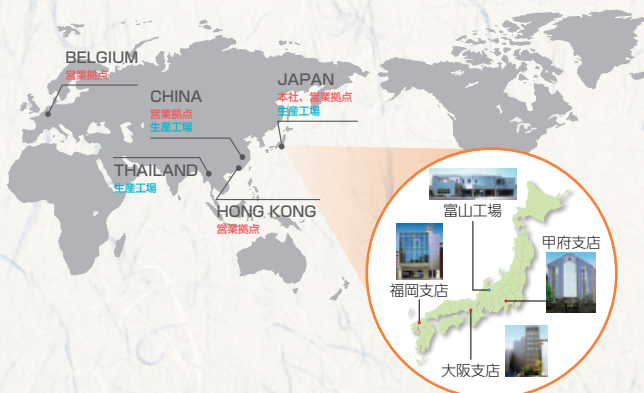 BELGIUM
営業拠点
CHINA
営業拠点
生産工場
JAPAN
本社、営業拠点
生産工場
THAILAND
生産工場
HONG KONG
営業拠点
富山工場
甲府支店
福岡支店
大阪支店